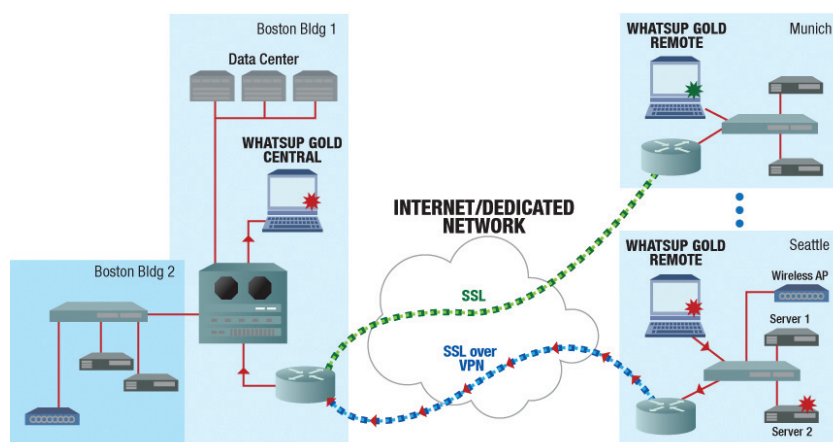 Boston Bldg 1
Data Center
WHATSUP GOLD
CENTRAL
Boston Bldg 2
INTERNET/DEDICATED
NETWORK
SSL
SSL over
VPN
WHATSUP GOLD
REMOTE
Munich
WHATSUP GOLD
REMOTE
Seattle
Wireless AP
Server 1
Server 2